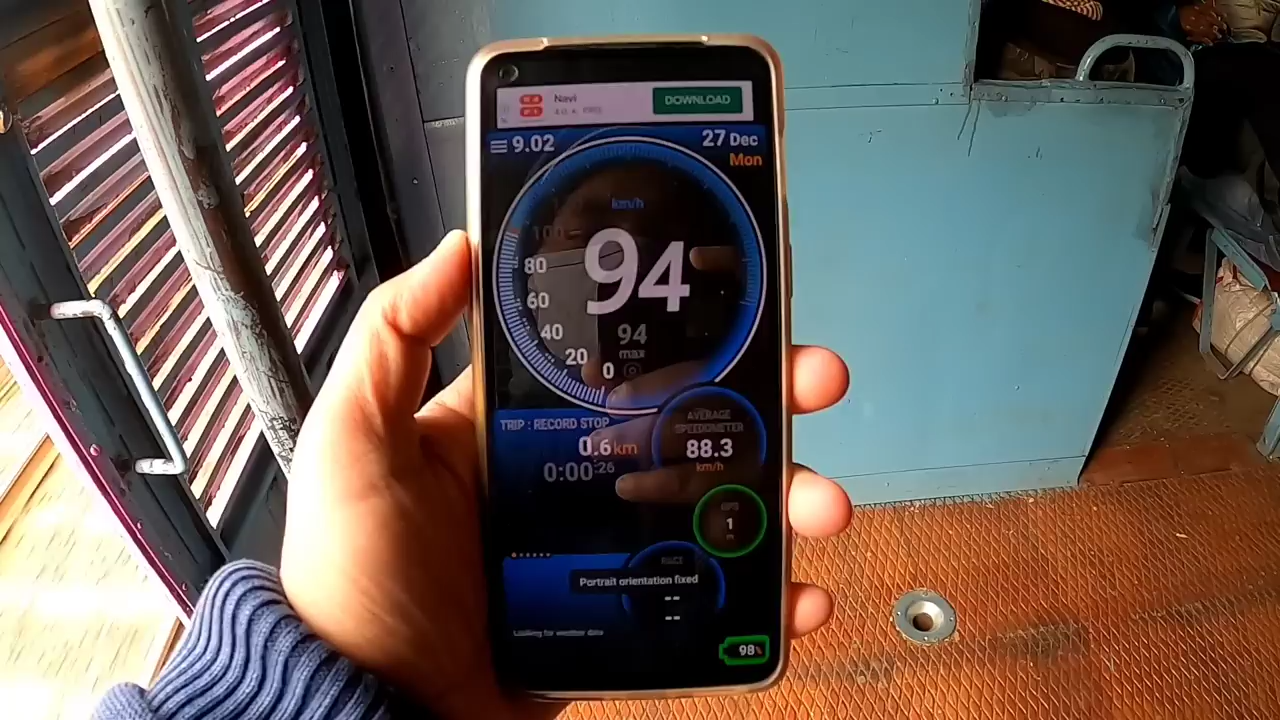 Navi
DOWNLOAD
9.02
27 Dec
Mon
km/h
100
80
60
40
20
0
94
94
max
TRIP : RECORD STOP
0.6 km
0:00:26
AVERAGE
SPEEDOMETER
88.3
km/h
GPS
1
m
RACE
Portrait orientation fixed
--
--
Looking for weather data
98%